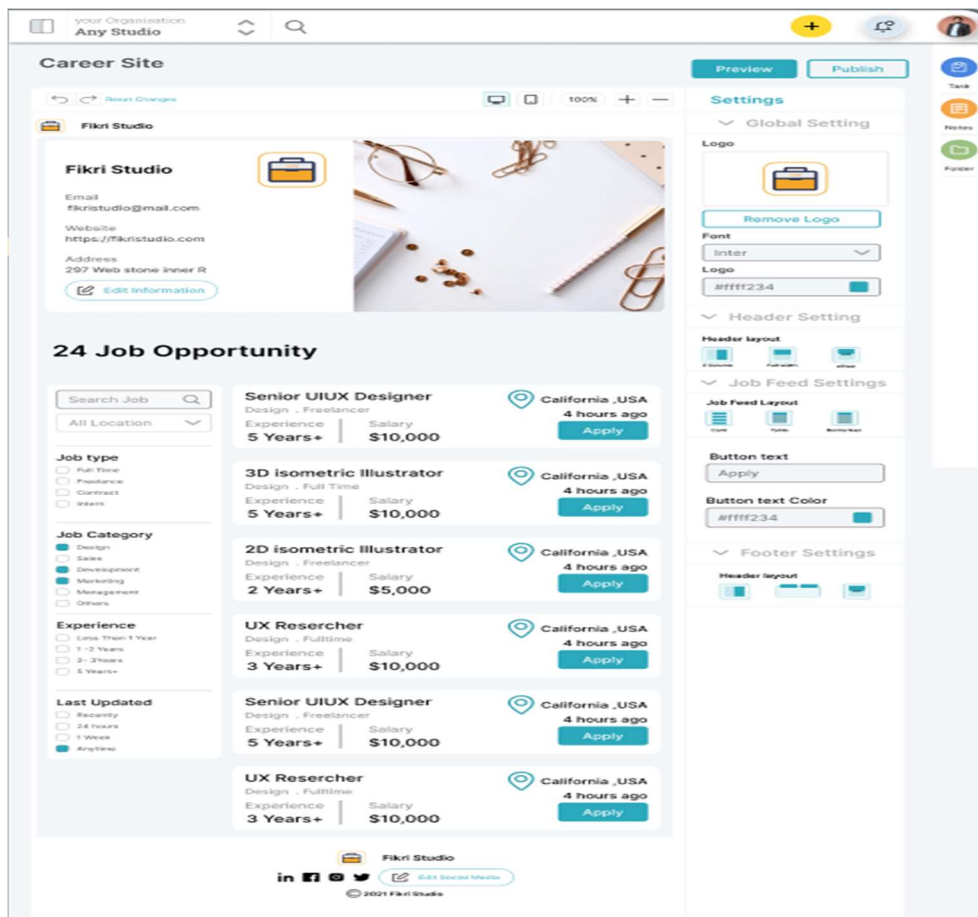 your Organisation
Any Studio
Career Site
Preview
Publish
Task
Notes
Folder
Reset Changes
100%
Fikri Studio
Fikri Studio
Email
fikristudio@mail.com
Website
https://fikristudio.com
Address
297 Web stone inner R
Edit Information
24 Job Opportunity
Search Job
All Location
Job type
Full Time
Freelance
Contract
Intern
Job Category
Design
Sales
Development
Marketing
Management
Others
Experience
Less Than 1 Year
1 -2 Years
2- 3Years
5 Years+
Last Updated
Recently
24 hours
1 Week
Anytime
Senior UIUX Designer
Design . Freelancer
Experience Salary
5 Years+ $10,000
California ,USA
4 hours ago
Apply
3D isometric Illustrator
Design . Full Time
Experience Salary
5 Years+ $10,000
California ,USA
4 hours ago
Apply
2D isometric Illustrator
Design . Freelancer
Experience Salary
2 Years+ $5,000
California ,USA
4 hours ago
Apply
UX Resercher
Design . Fulltime
Experience Salary
3 Years+ $10,000
California ,USA
4 hours ago
Apply
Senior UIUX Designer
Design . Freelancer
Experience Salary
5 Years+ $10,000
California ,USA
4 hours ago
Apply
UX Resercher
Design . Fulltime
Experience Salary
3 Years+ $10,000
California ,USA
4 hours ago
Apply
Fikri Studio
in
Edit Social Media
© 2021 Fikri Studio
Settings
Global Setting
Logo
Remove Logo
Font
Inter
Logo
#ffff234
Header Setting
Header layout
Job Feed Settings
Job Feed Layout
Card
Table
Button text
Apply
Button text Color
#ffff234
Footer Settings
Header layout